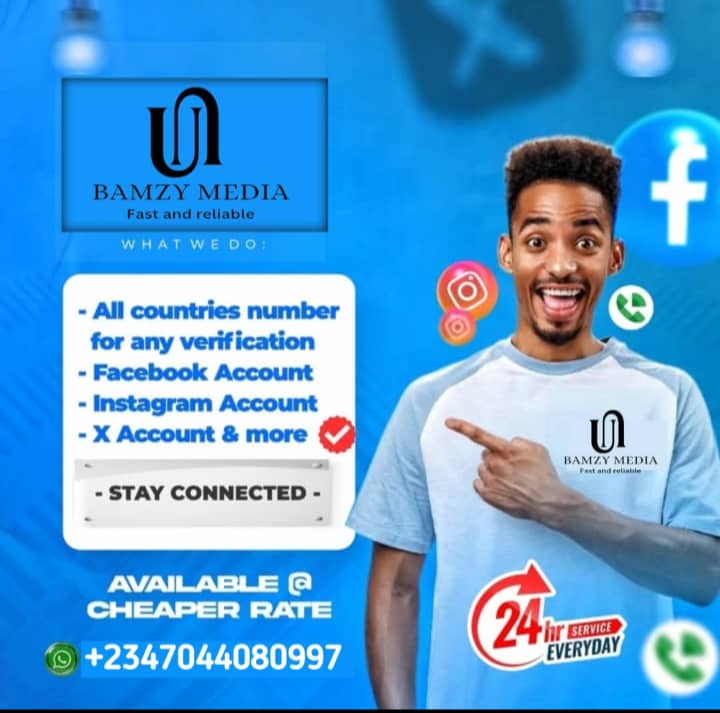 BAMZY MEDIA
Fast and reliable
WHAT WE DO:
- All countries number
for any verification
- Facebook Account
- Instagram Account
- X Account & more
- STAY CONNECTED -
AVAILABLE @
CHEAPER RATE
+2347044080997
BAMZY MEDIA
Fast and reliable
24hr SERVICE
EVERYDAY